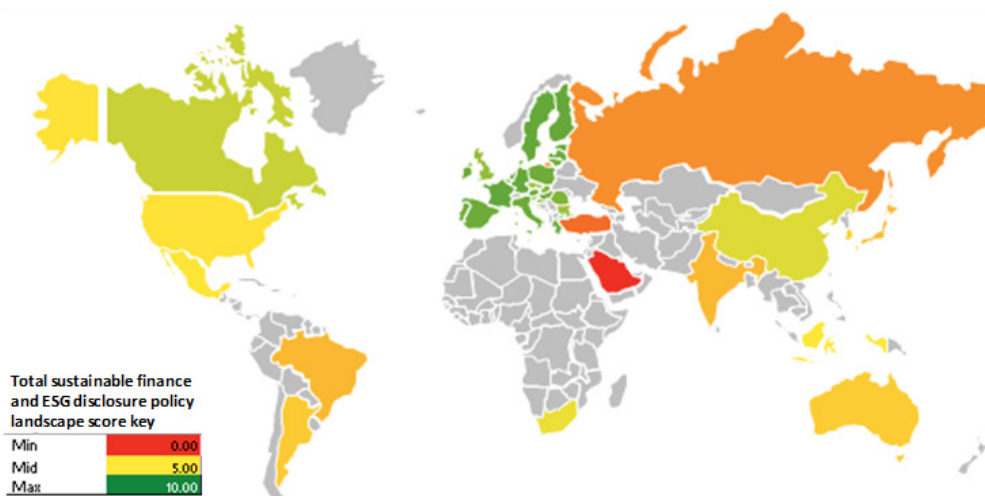 Total sustainable finance
and ESG disclosure policy
landscape score key
Min 0.00
Mid 5.00
Max 10.00